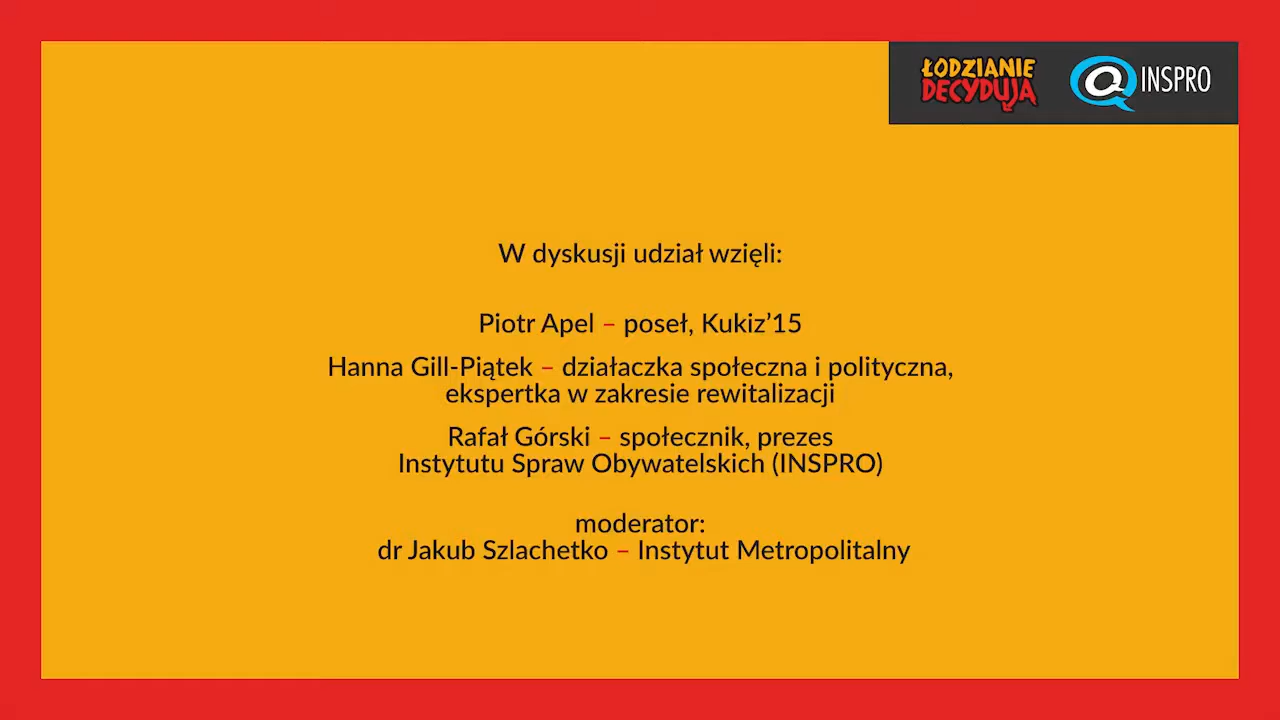 ŁODZIANIE
DECYDUJĄ
INSPRO
W dyskusji udział wzięli:
Piotr Apel – poseł, Kukiz’15
Hanna Gill-Piątek – działaczka społeczna i polityczna,
ekspertka w zakresie rewitalizacji
Rafał Górski – społecznik, prezes
Instytutu Spraw Obywatelskich (INSPRO)
moderator:
dr Jakub Szlachetko – Instytut Metropolitalny